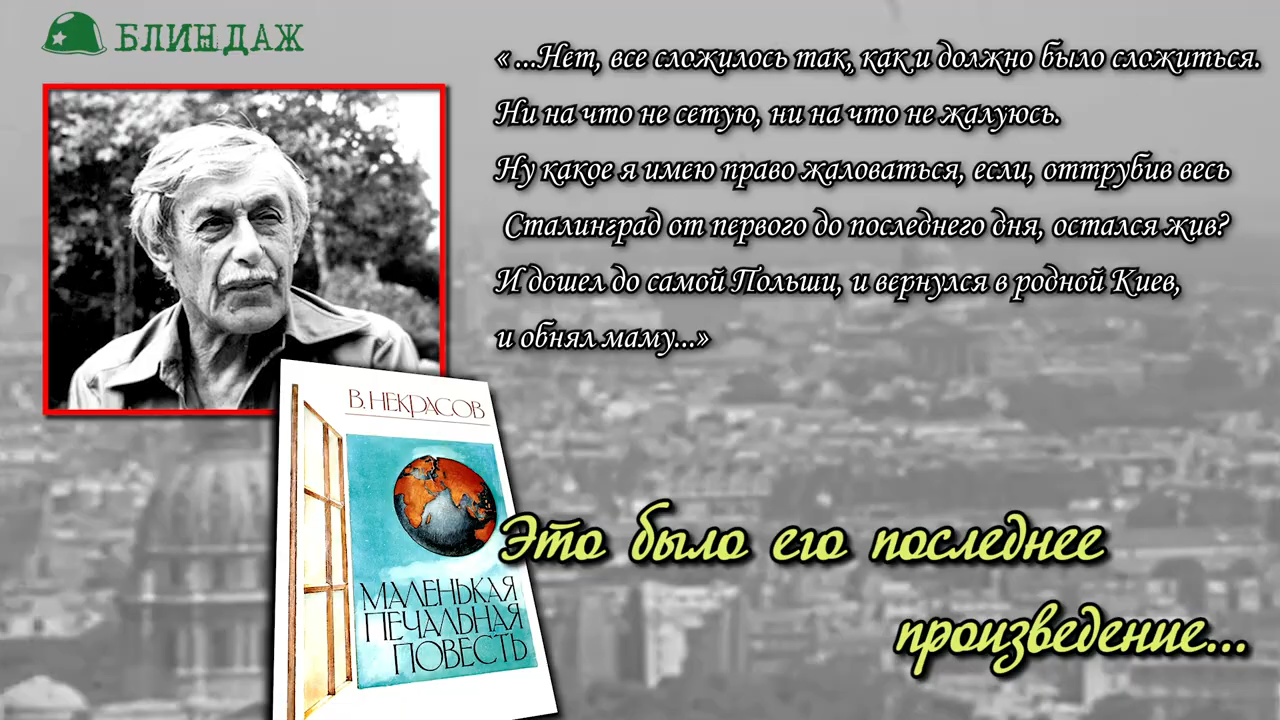 БЛИНДАЖ
«...Нет, все сложилось так, как и должно было сложиться.
Ни на что не сетую, ни на что не жалуюсь.
Ну какое я имею право жаловаться, если, оттрубив весь
Сталинград от первого до последнего дня, остался жив?
И дошел до самой Польши, и вернулся в родной Киев,
и обнял маму...»
В. НЕКРАСОВ
МАЛЕНЬКАЯ
ПЕЧАЛЬНАЯ
ПОВЕСТЬ
Это было его последнее
произведение...